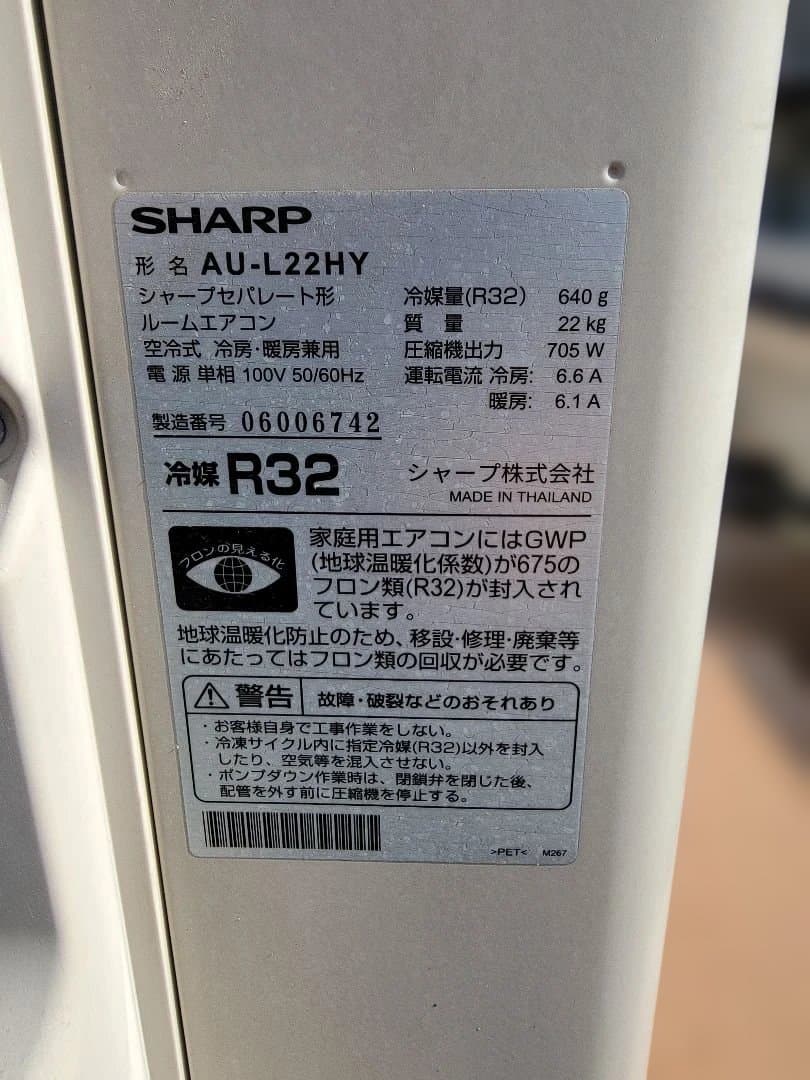 SHARP
形 名 AU-L22HY
シャープセパレート形
ルームエアコン
空冷式 冷房・暖房兼用
電 源 単相 100V 50/60Hz
冷媒量(R32) 640 g
質 量 22 kg
圧縮機出力 705 W
運転電流 冷房: 6.6 A
暖房: 6.1 A
製造番号 06006742
冷媒 R32
シャープ株式会社
MADE IN THAILAND
フロンの見える化
家庭用エアコンにはGWP
(地球温暖化係数)が675の
フロン類(R32)が封入され
ています。
地球温暖化防止のため、移設・修理・廃棄等
にあたってはフロン類の回収が必要です。
警告 故障・破裂などのおそれあり
・お客様自身で工事作業をしない。
・冷凍サイクル内に指定冷媒(R32)以外を封入
したり、空気等を混入させない。
・ポンプダウン作業時は、閉鎖弁を閉じた後、
配管を外す前に圧縮機を停止する。
>PET< M267